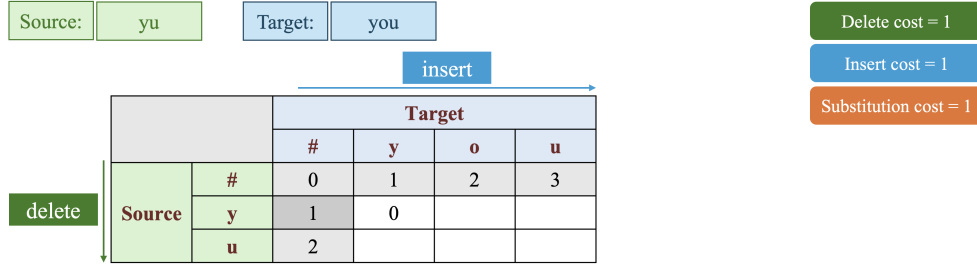 Source: yu Target: you Delete cost = 1
insert Insert cost = 1
Substitution cost = 1
Target
# y o u
# 0 1 2 3
delete Source y 1 0
u 2